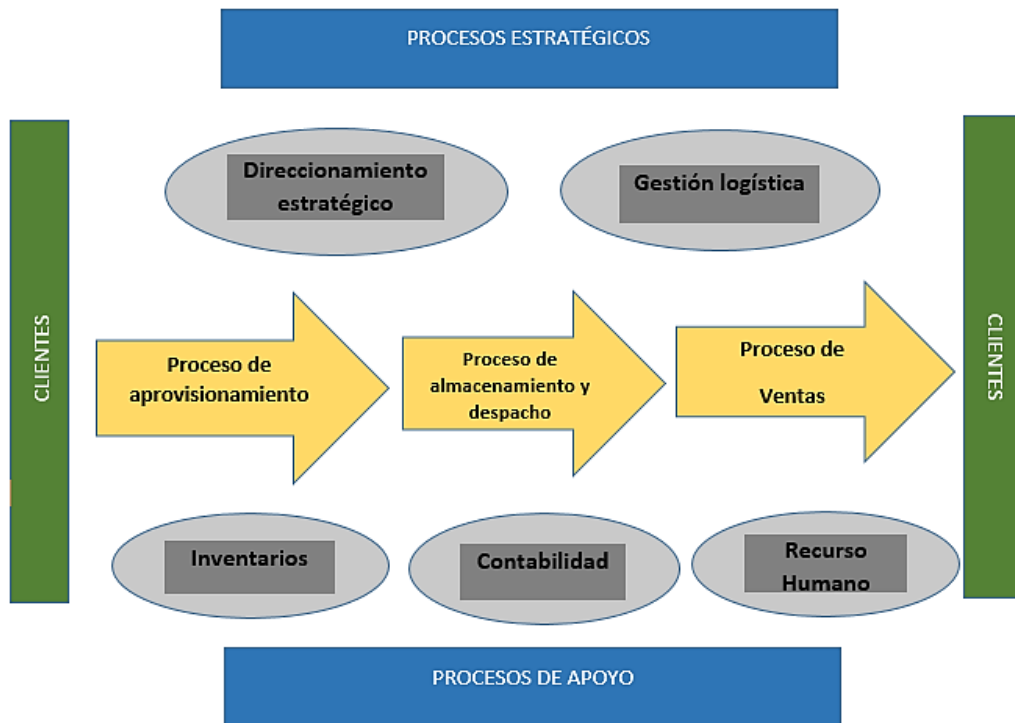 PROCESOS ESTRATÉGICOS
Direccionamiento
estratégico
Gestión logística
CLIENTES
Proceso de
aprovisionamiento
Proceso de
almacenamiento y
despacho
Proceso de
Ventas
CLIENTES
Inventarios
Contabilidad
Recurso
Humano
PROCESOS DE APOYO